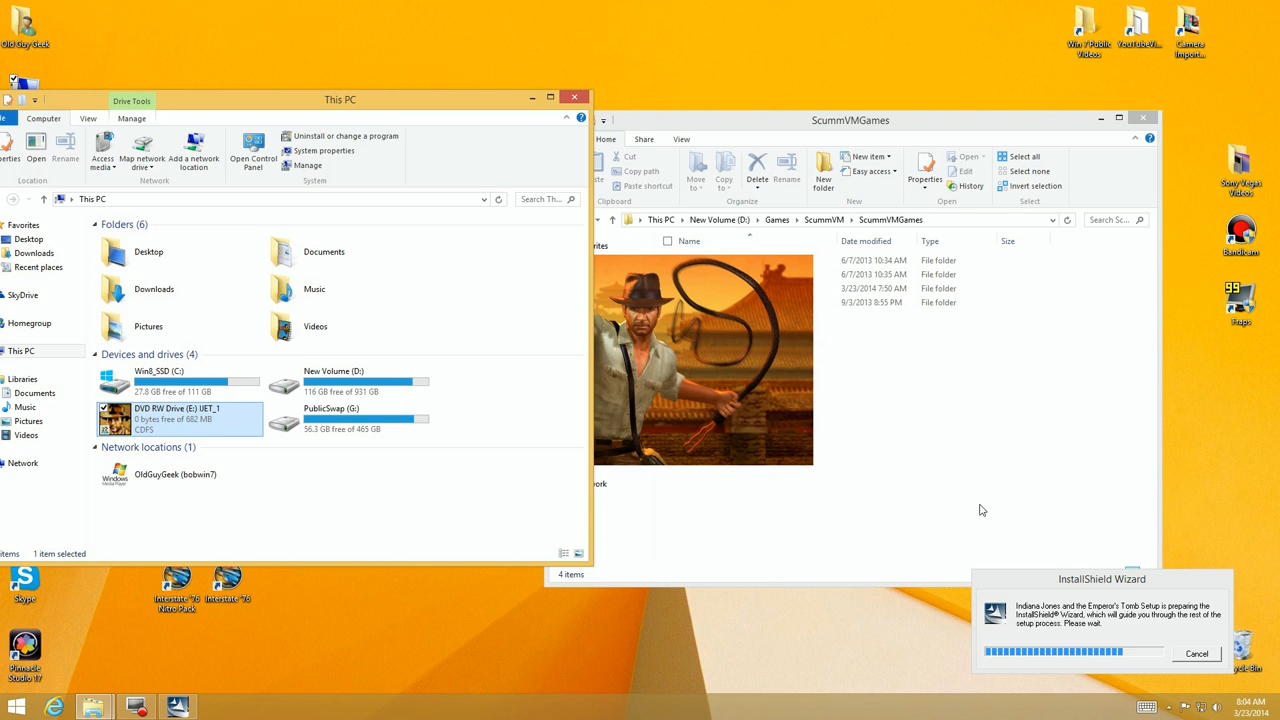 Old Guy Geek
Win 7 Public
Videos
YouTubeVi...
Camera
Import...
Drive Tools
This PC
Computer
View
Manage
Open
Rename
Access
media
Map network
drive
Add a network
location
Open Control
Panel
Uninstall or change a program
System properties
Manage
Location
Network
System
This PC
Search Th...
Favorites
Desktop
Downloads
Recent places
SkyDrive
Homegroup
This PC
Libraries
Documents
Music
Pictures
Videos
Network
Folders (6)
Desktop
Documents
Downloads
Music
Pictures
Videos
Devices and drives (4)
Win8_SSD (C:)
27.8 GB free of 111 GB
New Volume (D:)
116 GB free of 931 GB
DVD RW Drive (E:) IJET_1
0 bytes free of 682 MB
CDFS
PublicSwap (G:)
56.3 GB free of 465 GB
Network locations (1)
OldGuyGeek (bobwin7)
Windows
Media Player
items
1 item selected
ScummVMGames
Home
Share
View
Cut
Copy path
Paste shortcut
Move
to
Copy
to
Delete
Rename
New
folder
New item
Easy access
Properties
Open
Edit
History
Select all
Select none
Invert selection
Clipboard
Organize
New
Open
Select
This PC
New Volume (D:)
Games
ScummVM
ScummVMGames
Search Sc...
Name
Date modified
Type
Size
6/7/2013 10:34 AM
File folder
6/7/2013 10:35 AM
File folder
3/23/2014 7:50 AM
File folder
9/3/2013 8:55 PM
File folder
4 items
Sony Vegas
Videos
Bandicam
99
Fraps
InstallShield Wizard
Indiana Jones and the Emperor's Tomb Setup is preparing the
InstallShield® Wizard, which will guide you through the rest of the
setup process. Please wait.
Cancel
Skype
Interstate '76
Nitro Pack
Interstate '76
Pinnacle
Studio 17
8:04 AM
3/23/2014